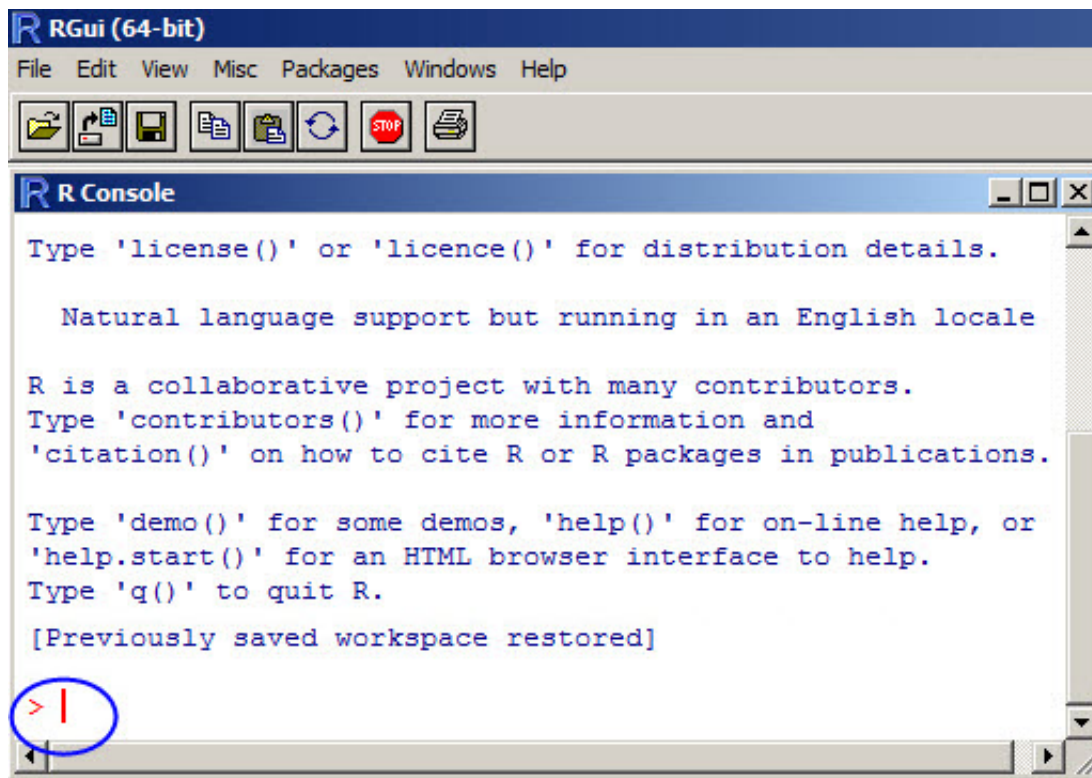 RGui (64-bit)
File Edit View Misc Packages Windows Help
STOP
R Console
Type 'license()' or 'licence()' for distribution details.
Natural language support but running in an English locale
R is a collaborative project with many contributors.
Type 'contributors()' for more information and
'citation()' on how to cite R or R packages in publications.
Type 'demo()' for some demos, 'help()' for on-line help, or
'help.start()' for an HTML browser interface to help.
Type 'q()' to quit R.
[Previously saved workspace restored]
>